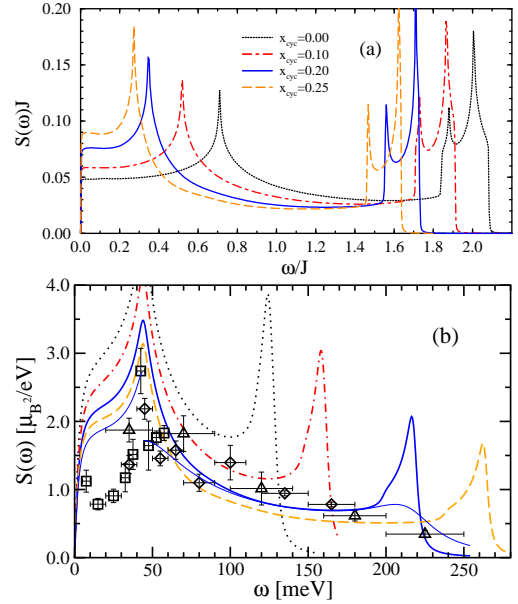 0.20
0.15
0.10
0.05
0.00
S(ω)J
x_cyc=0.00
x_cyc=0.10
x_cyc=0.20
x_cyc=0.25
(a)
0.0 0.2 0.4 0.6 0.8 1.0 1.2 1.4 1.6 1.8 2.0
ω/J
4.0
3.0
2.0
1.0
0.0
S(ω) [μ_B²/eV]
(b)
0 50 100 150 200 250
ω [meV]